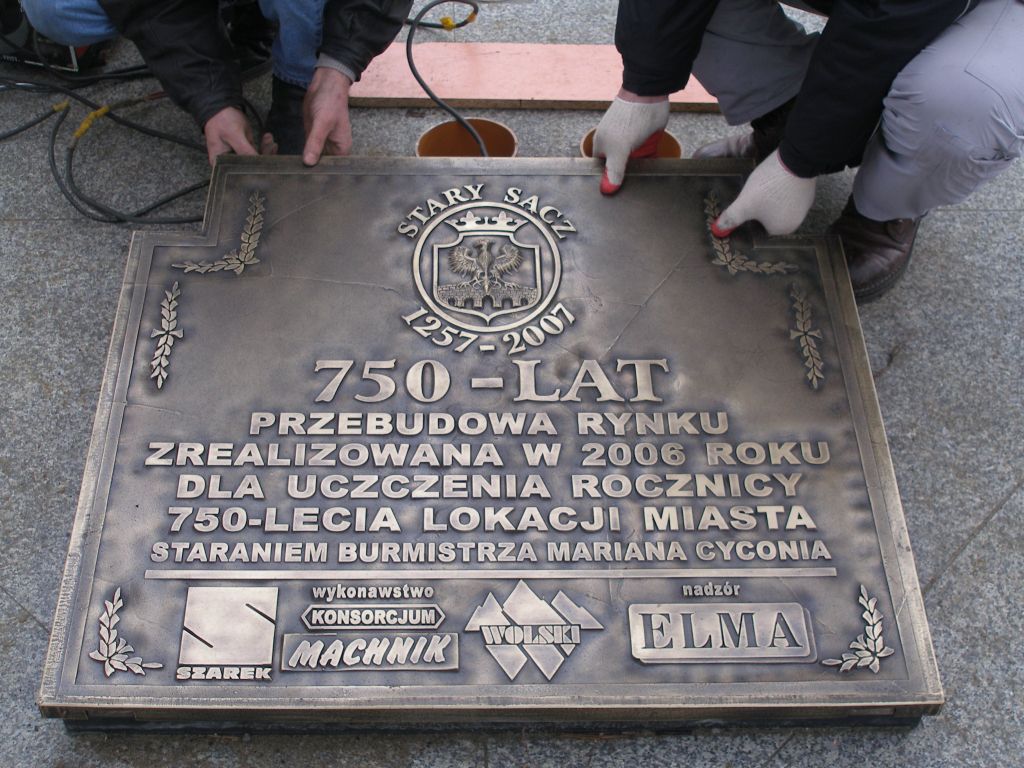 STARY SĄCZ
1257-2007
750-LAT
PRZEBUDOWA RYNKU
ZREALIZOWANA W 2006 ROKU
DLA UCZCZENIA ROCZNICY
750-LECIA LOKACJI MIASTA
STARANIEM BURMISTRZA MARIANA CYCONIA
wykonawstwo
KONSORCJUM
SZAREK
MACHNIK
WOLSKI
nadzór
ELMA